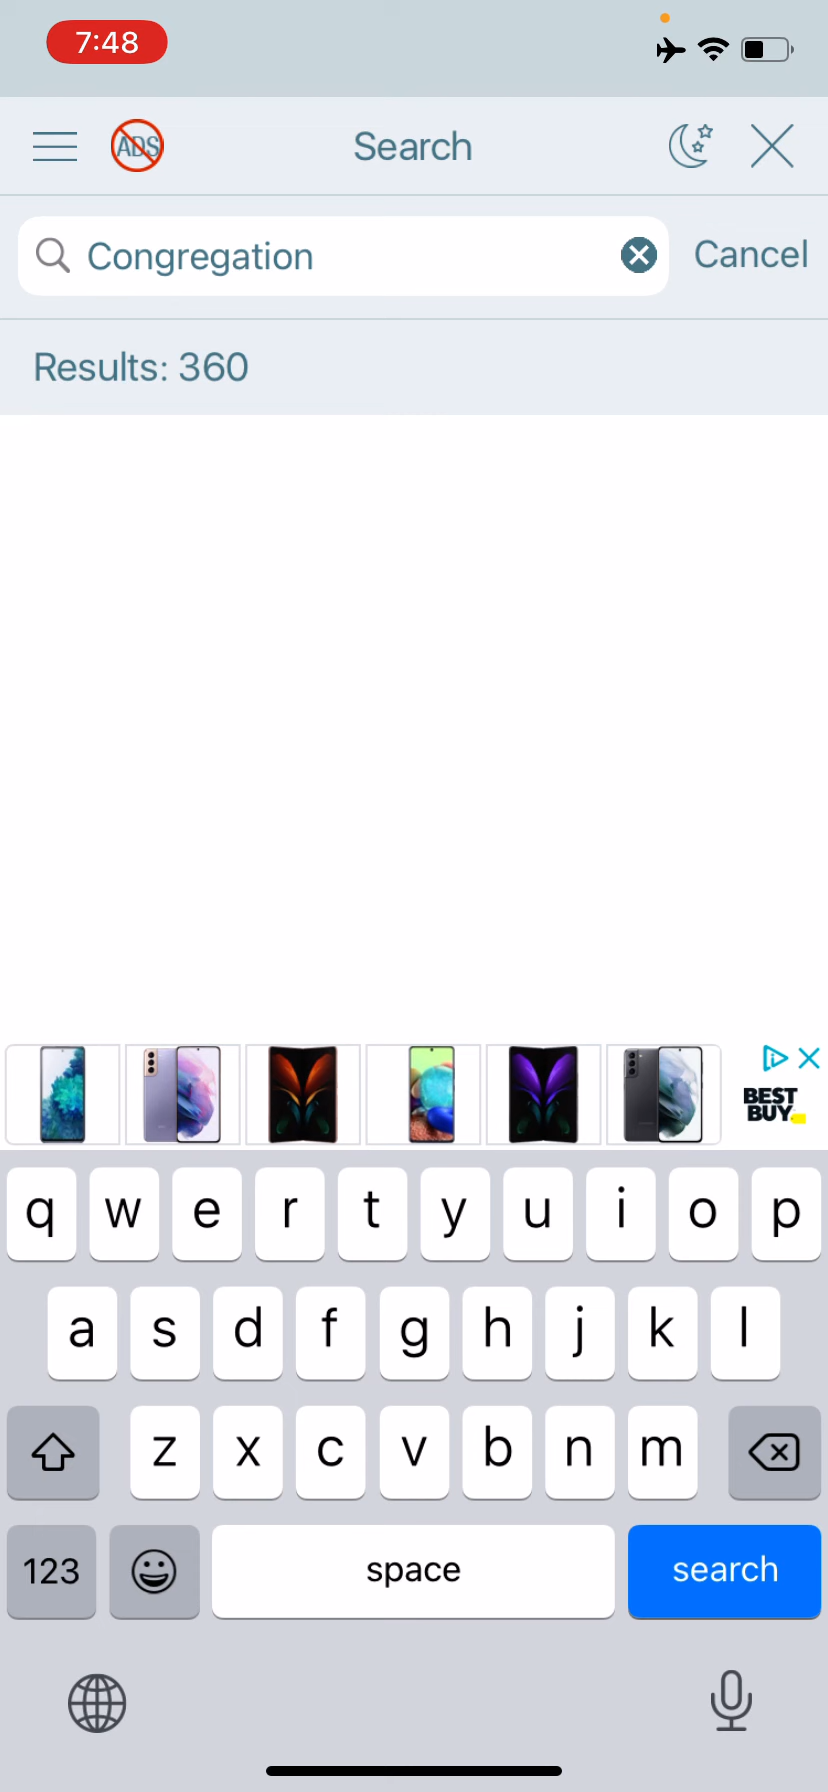 7:48
ADS
Search
Congregation
Cancel
Results: 360
BEST
BUY
q w e r t y u i o p
a s d f g h j k l
z x c v b n m
123
space
search